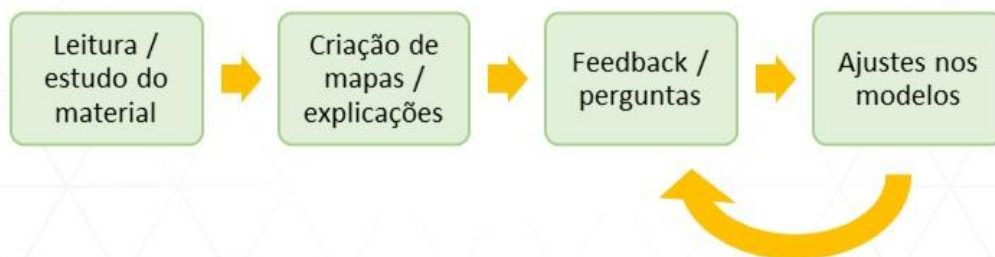 Leitura /
estudo do
material
Criação de
mapas /
explicações
Feedback /
perguntas
Ajustes nos
modelos